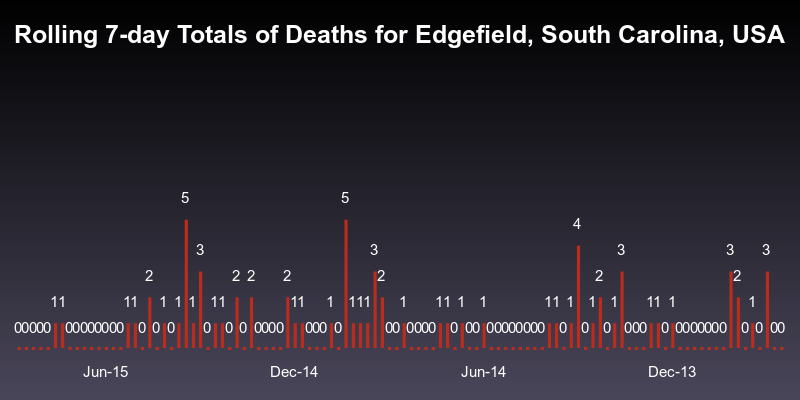 Rolling 7-day Totals of Deaths for Edgefield, South Carolina, USA
5 5
4
3 3 3 3 3
2 2 2 2 2 2 2
11 11 1 1 1 11 11 1 111 1 11 1 1 11 1 1 1 11 1 1
00000 00000000 0 0 0 0 0 0 0000 000 0 00 0000 0 00 00000000 0 0 0 000 0 0000000 0 0 00
Jun-15 Dec-14 Jun-14 Dec-13